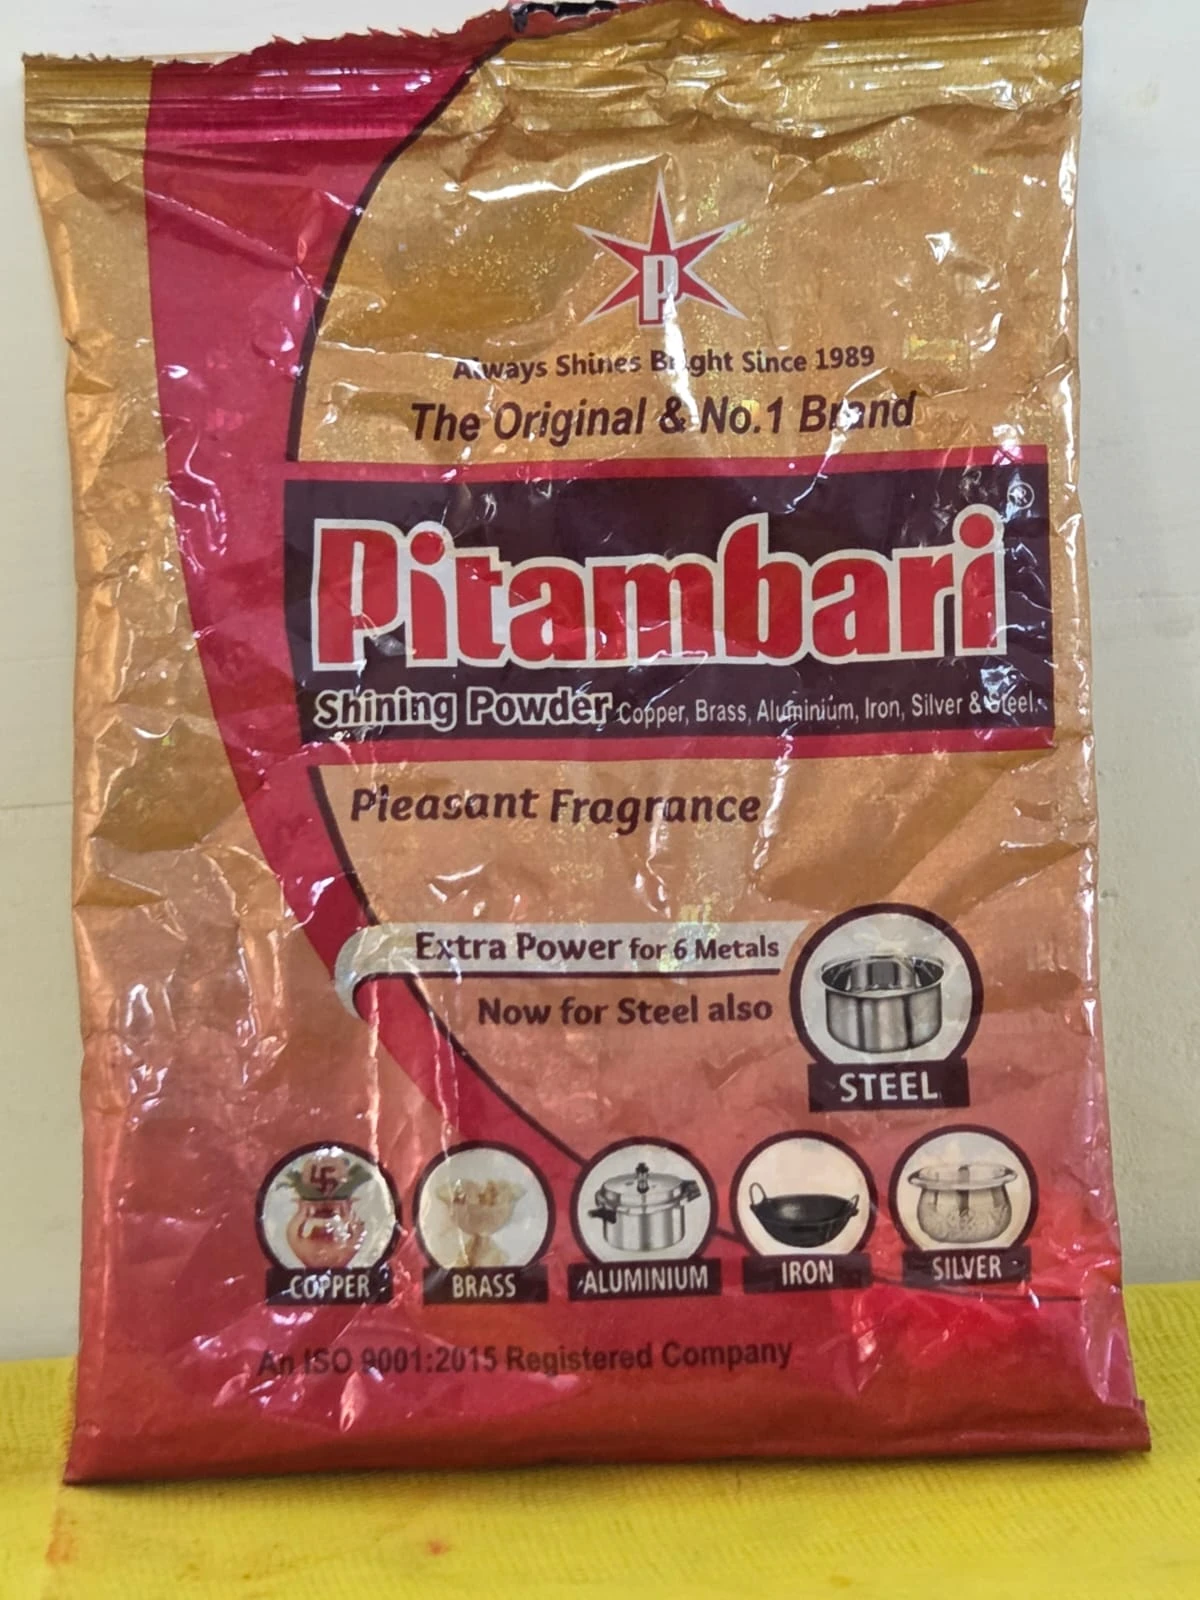 P
Always Shines Bright Since 1989
The Original & No.1 Brand
Pitambari ®
Shining Powder Copper, Brass, Aluminium, Iron, Silver & Steel.
Pleasant Fragrance
Extra Power for 6 Metals
Now for Steel also
STEEL
COPPER BRASS ALUMINIUM IRON SILVER
An ISO 9001:2015 Registered Company